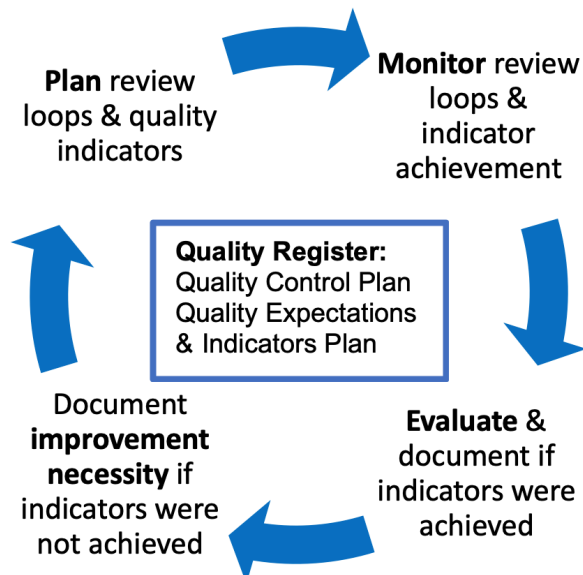 Plan review
loops & quality
indicators
Monitor review
loops &
indicator
achievement
Quality Register:
Quality Control Plan
Quality Expectations
& Indicators Plan
Evaluate &
document if
indicators were
achieved
Document
improvement
necessity if
indicators were
not achieved